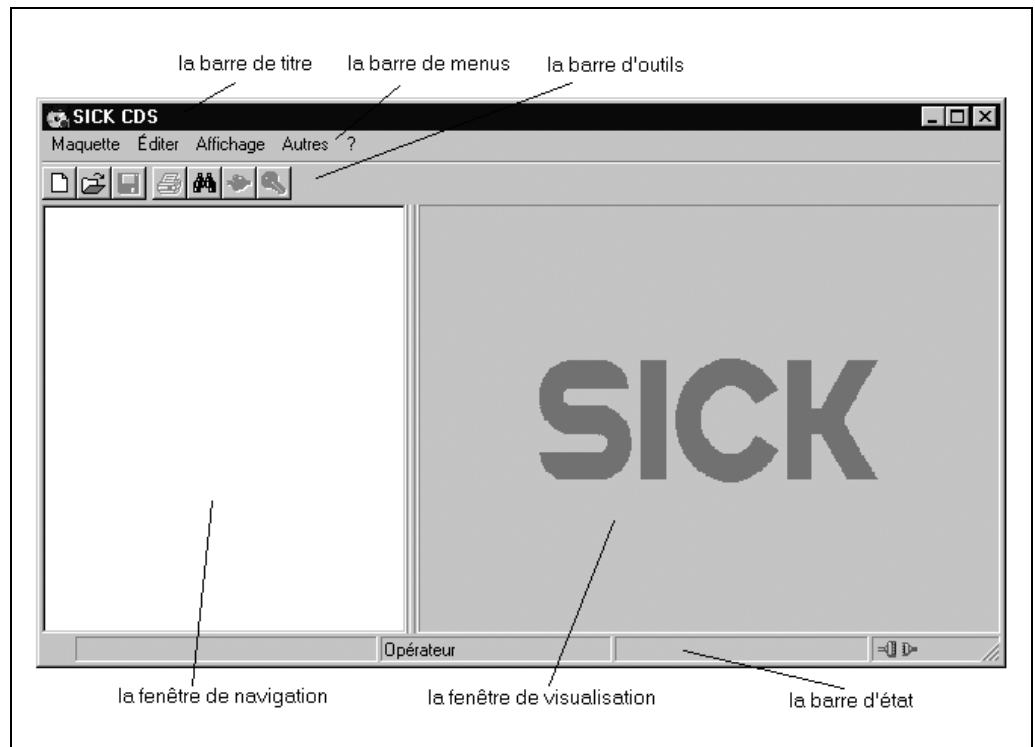 la barre de titre la barre de menus la barre d'outils
SICK CDS
Maquette Éditer Affichage Autres ?
SICK
Opérateur
la fenêtre de navigation la fenêtre de visualisation la barre d'état